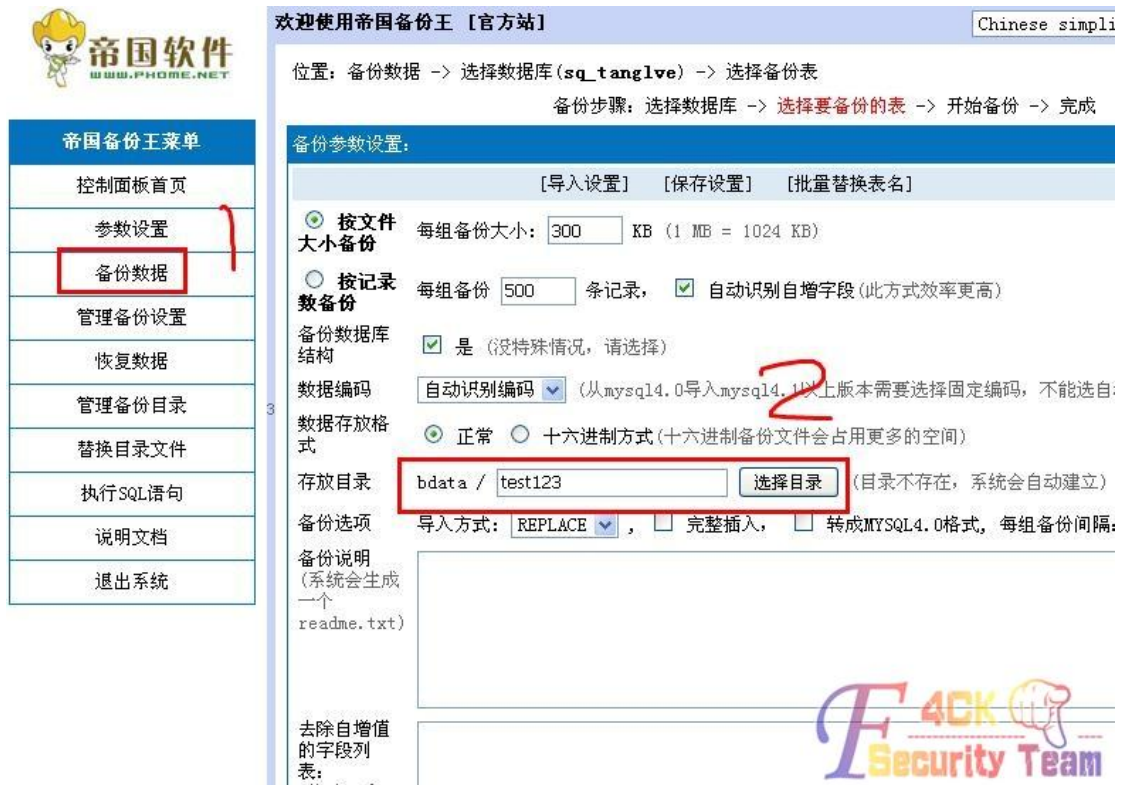 帝国软件
WWW.PHOME.NET
帝国备份王菜单
控制面板首页
参数设置
1
备份数据
管理备份设置
恢复数据
管理备份目录
替换目录文件
执行SQL语句
说明文档
退出系统
3
欢迎使用帝国备份王 [官方站]
Chinese simpli
位置: 备份数据 -> 选择数据库(sq_tanglve) -> 选择备份表
备份步骤: 选择数据库 -> 选择要备份的表 -> 开始备份 -> 完成
备份参数设置:
[导入设置] [保存设置] [批量替换表名]
按文件大小备份 每组备份大小: 300 KB (1 MB = 1024 KB)
按记录数备份 每组备份 500 条记录, 自动识别自增字段(此方式效率更高)
备份数据库结构 是 (没特殊情况, 请选择)
2
数据编码 自动识别编码 (从mysql4.0导入mysql4.1以上版本需要选择固定编码, 不能选自
数据存放格式 正常 十六进制方式(十六进制备份文件会占用更多的空间)
存放目录 bdata / test123 选择目录 (目录不存在, 系统会自动建立)
备份选项 导入方式: REPLACE , 完整插入, 转成MYSQL4.0格式, 每组备份间隔:
备份说明
(系统会生成
一个
readme.txt)
去除自增值
的字段列
表:
F4CK
Security Team